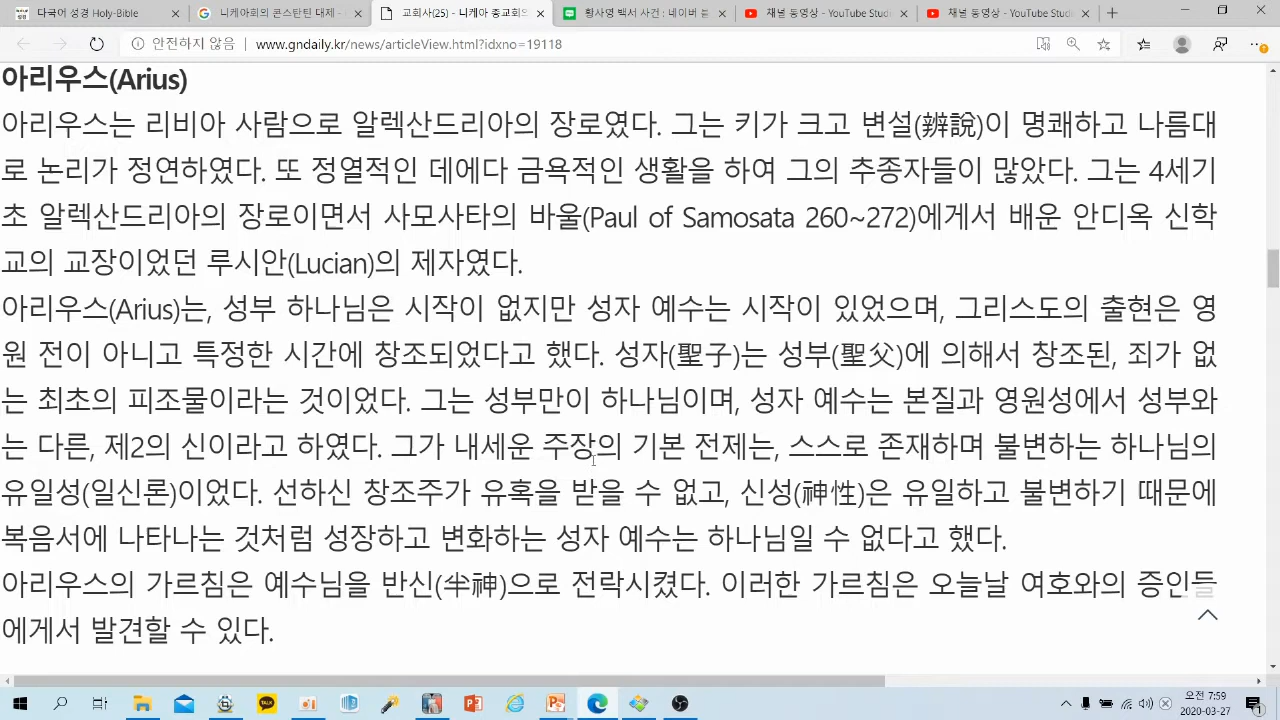 다국어 성경 Holy-Bible
니케아회의 콘스탄틴 대제 -
교회사(25) - 니케아 종교회의
황사영 백서 사건 : 네이버 블
채널 동영상 - YouTube Stud
채널 동영상 - YouTube Stud
안전하지 않음 | www.gndaily.kr/news/articleView.html?idxno=19118
아리우스(Arius)
아리우스는 리비아 사람으로 알렉산드리아의 장로였다. 그는 키가 크고 변설(辨說)이 명쾌하고 나름대
로 논리가 정연하였다. 또 정열적인 데에다 금욕적인 생활을 하여 그의 추종자들이 많았다. 그는 4세기
초 알렉산드리아의 장로이면서 사모사타의 바울(Paul of Samosata 260~272)에게서 배운 안디옥 신학
교의 교장이었던 루시안(Lucian)의 제자였다.
아리우스(Arius)는, 성부 하나님은 시작이 없지만 성자 예수는 시작이 있었으며, 그리스도의 출현은 영
원 전이 아니고 특정한 시간에 창조되었다고 했다. 성자(聖子)는 성부(聖父)에 의해서 창조된, 죄가 없
는 최초의 피조물이라는 것이었다. 그는 성부만이 하나님이며, 성자 예수는 본질과 영원성에서 성부와
는 다른, 제2의 신이라고 하였다. 그가 내세운 주장의 기본 전제는, 스스로 존재하며 불변하는 하나님의
유일성(일신론)이었다. 선하신 창조주가 유혹을 받을 수 없고, 신성(神性)은 유일하고 불변하기 때문에
복음서에 나타나는 것처럼 성장하고 변화하는 성자 예수는 하나님일 수 없다고 했다.
아리우스의 가르침은 예수님을 반신(半神)으로 전락시켰다. 이러한 가르침은 오늘날 여호와의 증인들
에게서 발견할 수 있다.
TALK
오전 7:59
2020-03-27
1